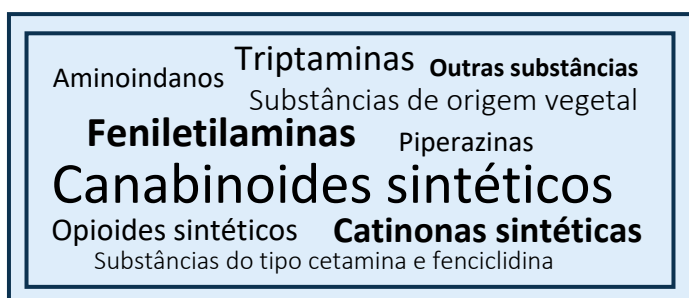 Aminoindanos Triptaminas Outras substâncias
Substâncias de origem vegetal
Feniletilaminas Piperazinas
Canabinoides sintéticos
Opioides sintéticos Catinonas sintéticas
Substâncias do tipo cetamina e fenciclidina